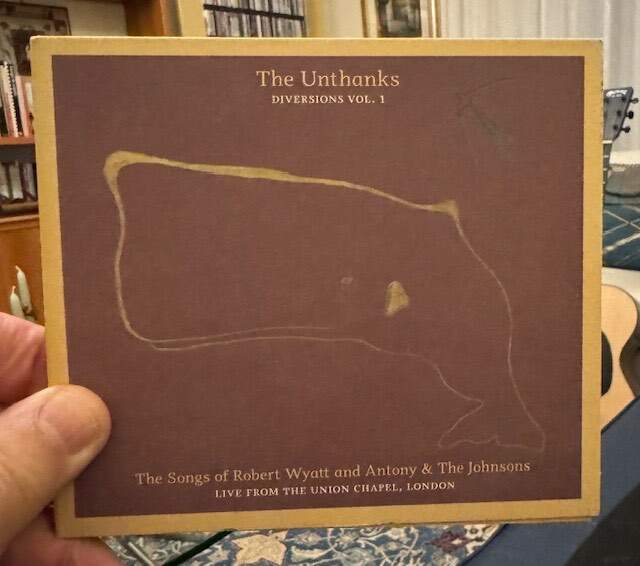 The Unthanks
DIVERSIONS VOL. 1
The Songs of Robert Wyatt and Antony & The Johnsons
LIVE FROM THE UNION CHAPEL, LONDON